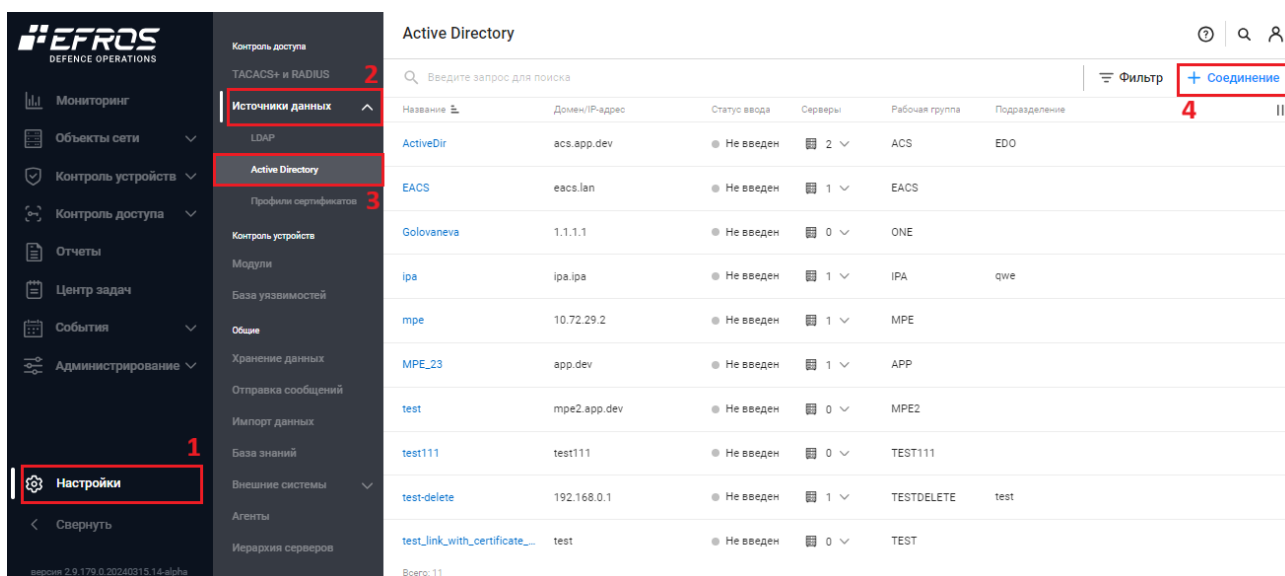 EFROS
DEFENCE OPERATIONS
Мониторинг
Объекты сети
Контроль устройств
Контроль доступа
Отчеты
Центр задач
События
Администрирование
1
Настройки
Свернуть
версия 2.9.179.0.20240315.14-alpha
Контроль доступа
TACACS+ и RADIUS
2
Источники данных
LDAP
Active Directory
Профили сертификатов
3
Контроль устройств
Модули
База уязвимостей
Общие
Хранение данных
Отправка сообщений
Импорт данных
База знаний
Внешние системы
Агенты
Иерархия серверов
Active Directory
Введите запрос для поиска
Фильтр
+ Соединение
4
Название Домен/IP-адрес Статус ввода Серверы Рабочая группа Подразделение
ActiveDir acs.app.dev Не введен 2 ACS EDO
EACS eacs.lan Не введен 1 EACS
Golovaneva 1.1.1.1 Не введен 0 ONE
ipa ipa.ipa Не введен 1 IPA qwe
mpe 10.72.29.2 Не введен 1 MPE
MPE_23 app.dev Не введен 1 APP
test mpe2.app.dev Не введен 0 MPE2
test111 test111 Не введен 0 TEST111
test-delete 192.168.0.1 Не введен 1 TESTDELETE test
test_link_with_certificate_... test Не введен 0 TEST
Всего: 11